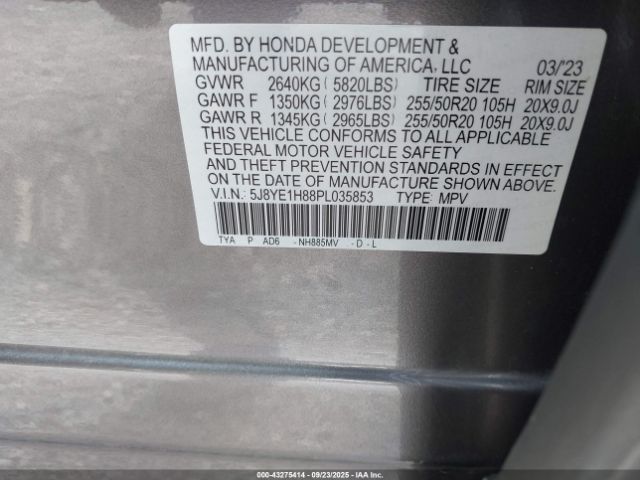 MFD. BY HONDA DEVELOPMENT &
MANUFACTURING OF AMERICA, LLC 03/'23
GVWR 2640KG ( 5820LBS) TIRE SIZE RIM SIZE
GAWR F 1350KG ( 2976LBS) 255/50R20 105H 20X9.0J
GAWR R 1345KG ( 2965LBS) 255/50R20 105H 20X9.0J
THIS VEHICLE CONFORMS TO ALL APPLICABLE
FEDERAL MOTOR VEHICLE SAFETY
AND THEFT PREVENTION STANDARDS IN EFFECT
ON THE DATE OF MANUFACTURE SHOWN ABOVE.
V.I.N.: 5J8YE1H88PL035853 TYPE: MPV
TYA P AD6 -NH885MV -D-L
000-43275414 - 09/23/2025 - IAAI.com